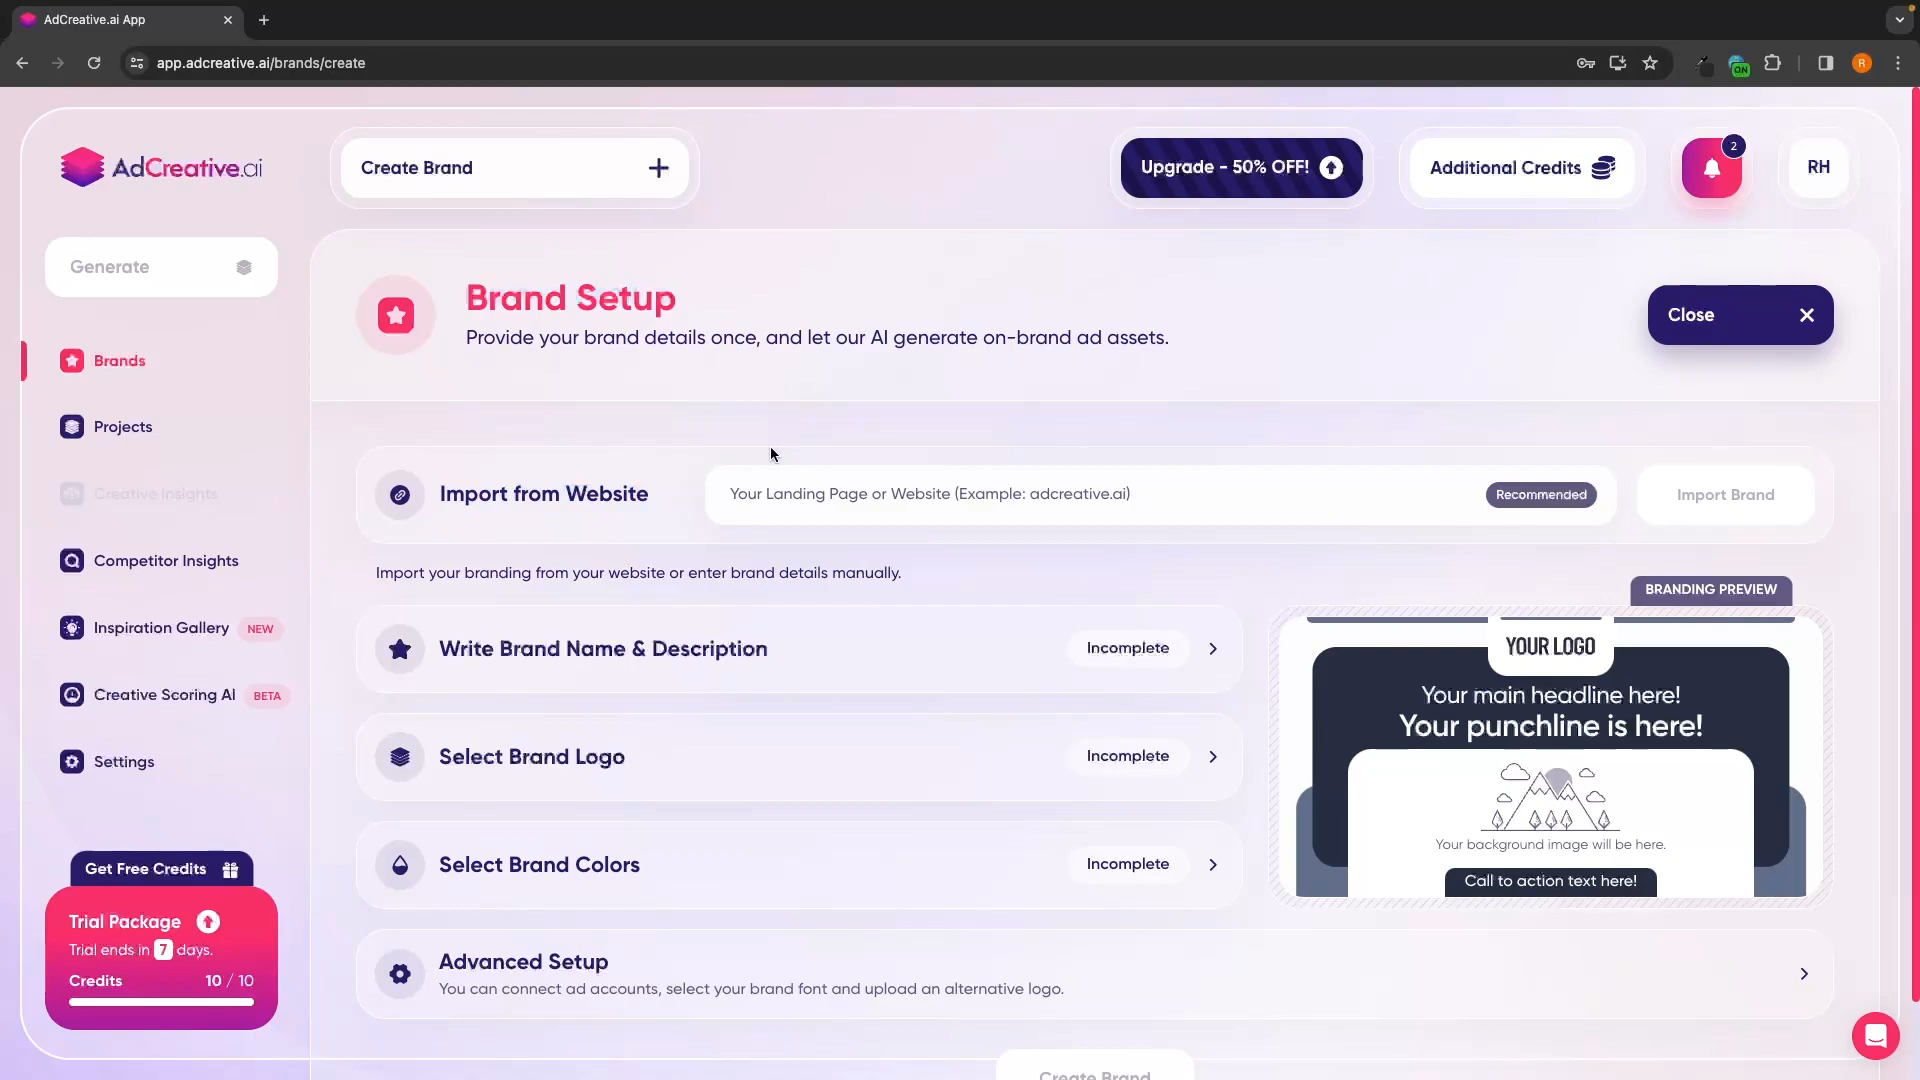 AdCreative.ai App
app.adcreative.ai/brands/create
ON
R
AdCreative.ai
Create Brand
Upgrade - 50% OFF!
Additional Credits
2
RH
Generate
Brand Setup
Provide your brand details once, and let our AI generate on-brand ad assets.
Close
Brands
Projects
Creative Insights
Competitor Insights
Inspiration Gallery NEW
Creative Scoring AI BETA
Settings
Import from Website
Your Landing Page or Website (Example: adcreative.ai)
Recommended
Import Brand
Import your branding from your website or enter brand details manually.
BRANDING PREVIEW
Write Brand Name & Description
Incomplete
Select Brand Logo
Incomplete
Select Brand Colors
Incomplete
YOUR LOGO
Your main headline here!
Your punchline is here!
Your background image will be here.
Call to action text here!
Advanced Setup
You can connect ad accounts, select your brand font and upload an alternative logo.
Get Free Credits
Trial Package
Trial ends in 7 days.
Credits 10 / 10
Create Brand